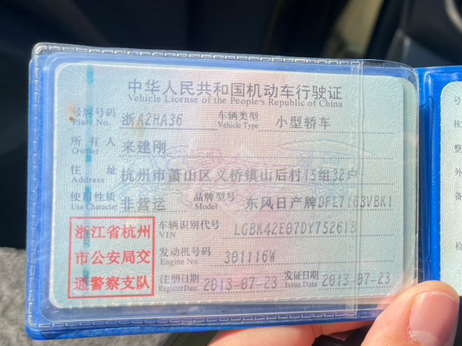 中华人民共和国机动车行驶证
Vehicle License of the People's Republic of China
号牌号码 浙A2HA36 车辆类型 小型轿车
Plate No. Vehicle Type
所有人 来建刚
Owner
住址 杭州市萧山区义桥镇山后村15组32户
Address
使用性质 非营运 品牌型号 东风日产牌DFL7163VBK1
Use Character Model
浙江省杭州
市公安局交
通警察支队
车辆识别代号 LGBK42E07DY752618
VIN
发动机号码 301116W
Engine No.
注册日期 2013-07-23 发证日期 2013-07-23
Register Date Issue Date